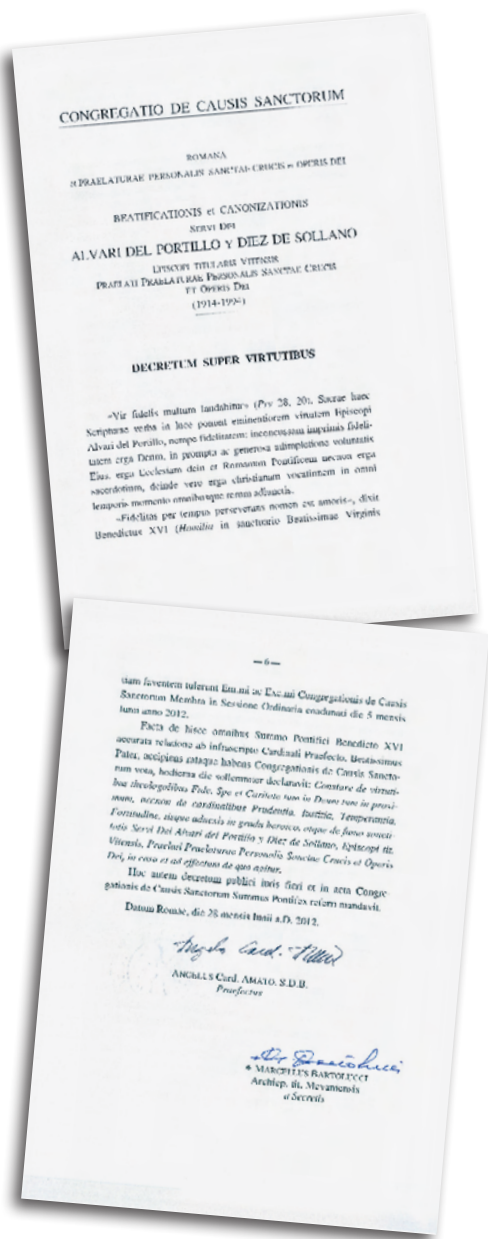 CONGREGATIO DE CAUSIS SANCTORUM
ROMANA
et PRAELATURAE PERSONALIS SANCTAE CRUCIS et OPERIS DEI
BEATIFICATIONIS et CANONIZATIONIS
SERVI DEI
ALVARI DEL PORTILLO Y DIEZ DE SOLLANO
EPISCOPI TITULARIS VITENSIS
PRAELATI PRAELATURAE PERSONALIS SANCTAE CRUCIS
ET OPERIS DEI
(1914-1994)
DECRETUM SUPER VIRTUTIBUS
«Vir fidelis multum laudabitur» (Prv 28, 20). Sacrae haec
Scripturae verba in luce ponunt eminentiorem virtutem Episcopi
Alvari del Portillo, nempe fidelitatem: inconcussam imprimis fideli-
tatem erga Deum, in prompta ac generosa adimpletione voluntatis
Eius, erga Ecclesiam dein et Romanum Pontificem necnon erga
sacerdotium, deinde vero erga christianam vocationem in omni
temporis momento omnibusque rerum adiunctis.
«Fidelitas per tempus perseverans nomen est amoris», dixit
Benedictus XVI (Homilia in sanctuario Beatissimae Virginis
— 6 —
tiam faventem tulerunt Em.mi ac Exc.mi Congregationis de Causis
Sanctorum Membra in Sessione Ordinaria coadunati die 5 mensis
Iunii anno 2012.
Facta de hisce omnibus Summo Pontifici Benedicto XVI
accurata relatione ab infrascripto Cardinali Praefecto, Beatissimus
Pater, accipiens rataque habens Congregationis de Causis Sancto-
rum vota, hodierna die sollemniter declaravit: Constare de virtuti-
bus theologalibus Fide, Spe et Caritate tum in Deum tum in proxi-
mum, necnon de cardinalibus Prudentia, Iustitia, Temperantia,
Fortitudine, iisque adnexis in gradu heroico, atque de fama sancti-
tatis Servi Dei Alvari del Portillo y Diez de Sollano, Episcopi tit.
Vitensis, Praelati Praelaturae Personalis Sanctae Crucis et Operis
Dei, in casu et ad effectum de quo agitur.
Hoc autem decretum publici iuris fieri et in acta Congre-
gationis de Causis Sanctorum Summus Pontifex referri mandavit.
Datum Romae, die 28 mensis Iunii a.D. 2012.
Angelo Card. Amato
ANGELUS Card. AMATO, S.D.B.
Praefectus
Bartolucci
+ MARCELLUS BARTOLUCCI
Archiep. tit. Mevaniensis
a Secretis